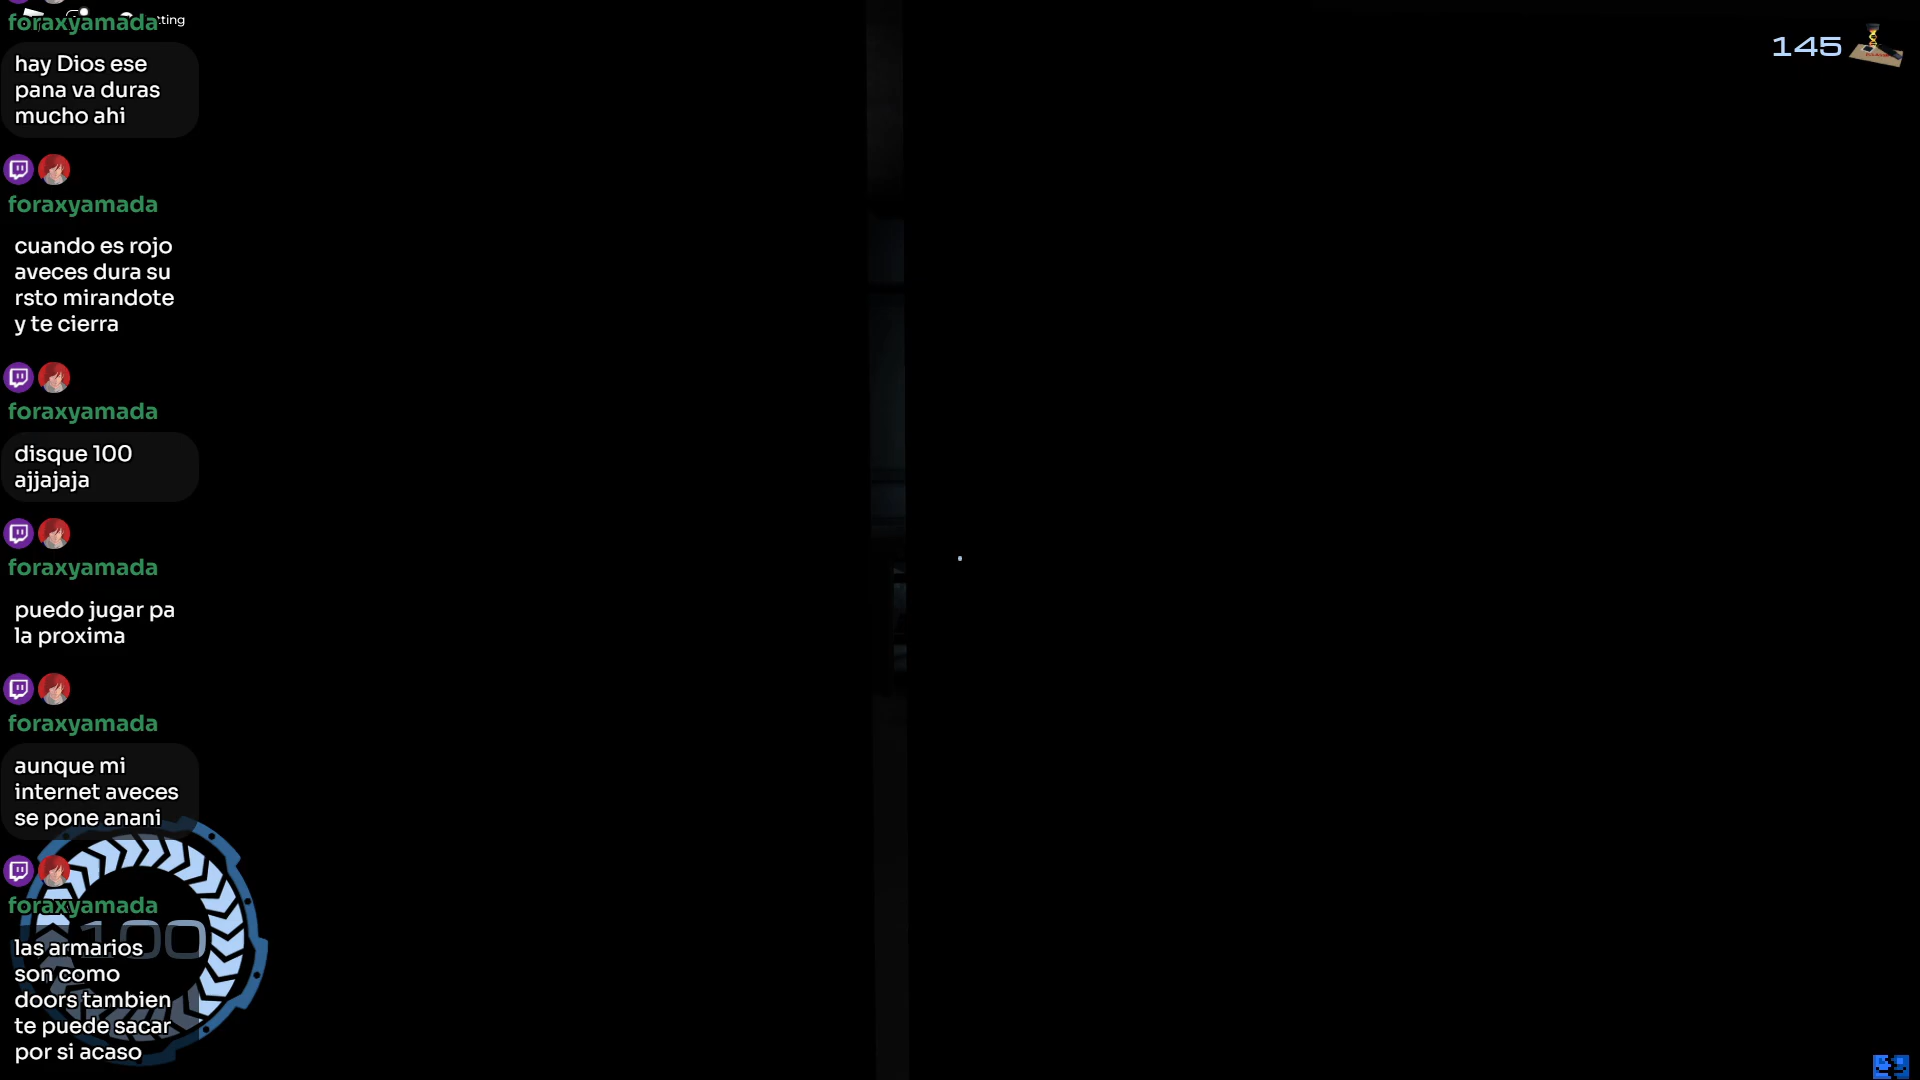 tting
foraxyamada
hay Dios ese
pana va duras
mucho ahi
foraxyamada
cuando es rojo
aveces dura su
rsto mirandote
y te cierra
foraxyamada
disque 100
ajjajaja
foraxyamada
puedo jugar pa
la proxima
foraxyamada
aunque mi
internet aveces
se pone anani
foraxyamada
las armarios
son como
doors tambien
te puede sacar
por si acaso
100
145